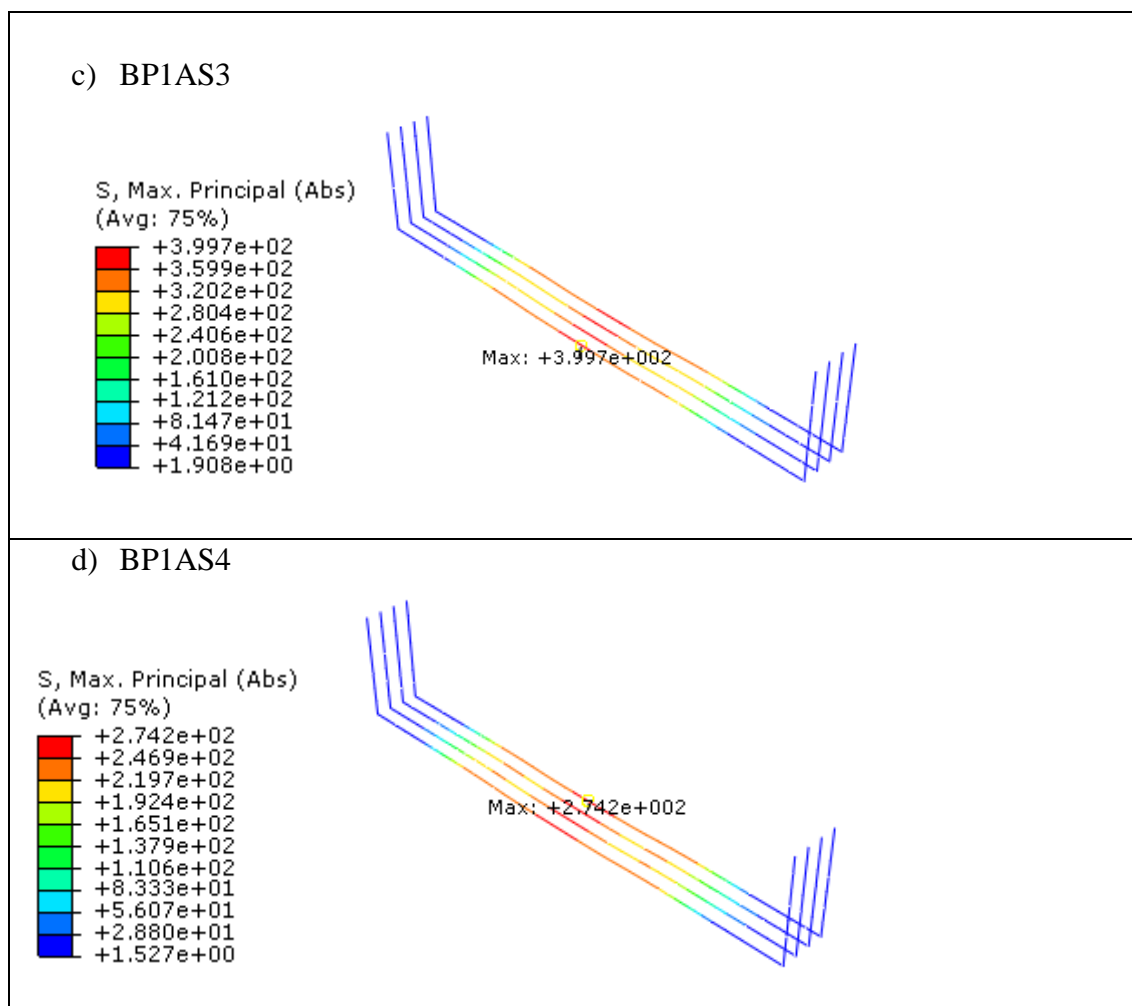 c) BP1AS3
S, Max. Principal (Abs)
(Avg: 75%)
+3.997e+02
+3.599e+02
+3.202e+02
+2.804e+02
+2.406e+02
+2.008e+02
+1.610e+02
+1.212e+02
+8.147e+01
+4.169e+01
+1.908e+00
Max: +3.997e+002
d) BP1AS4
S, Max. Principal (Abs)
(Avg: 75%)
+2.742e+02
+2.469e+02
+2.197e+02
+1.924e+02
+1.651e+02
+1.379e+02
+1.106e+02
+8.333e+01
+5.607e+01
+2.880e+01
+1.527e+00
Max: +2.742e+002